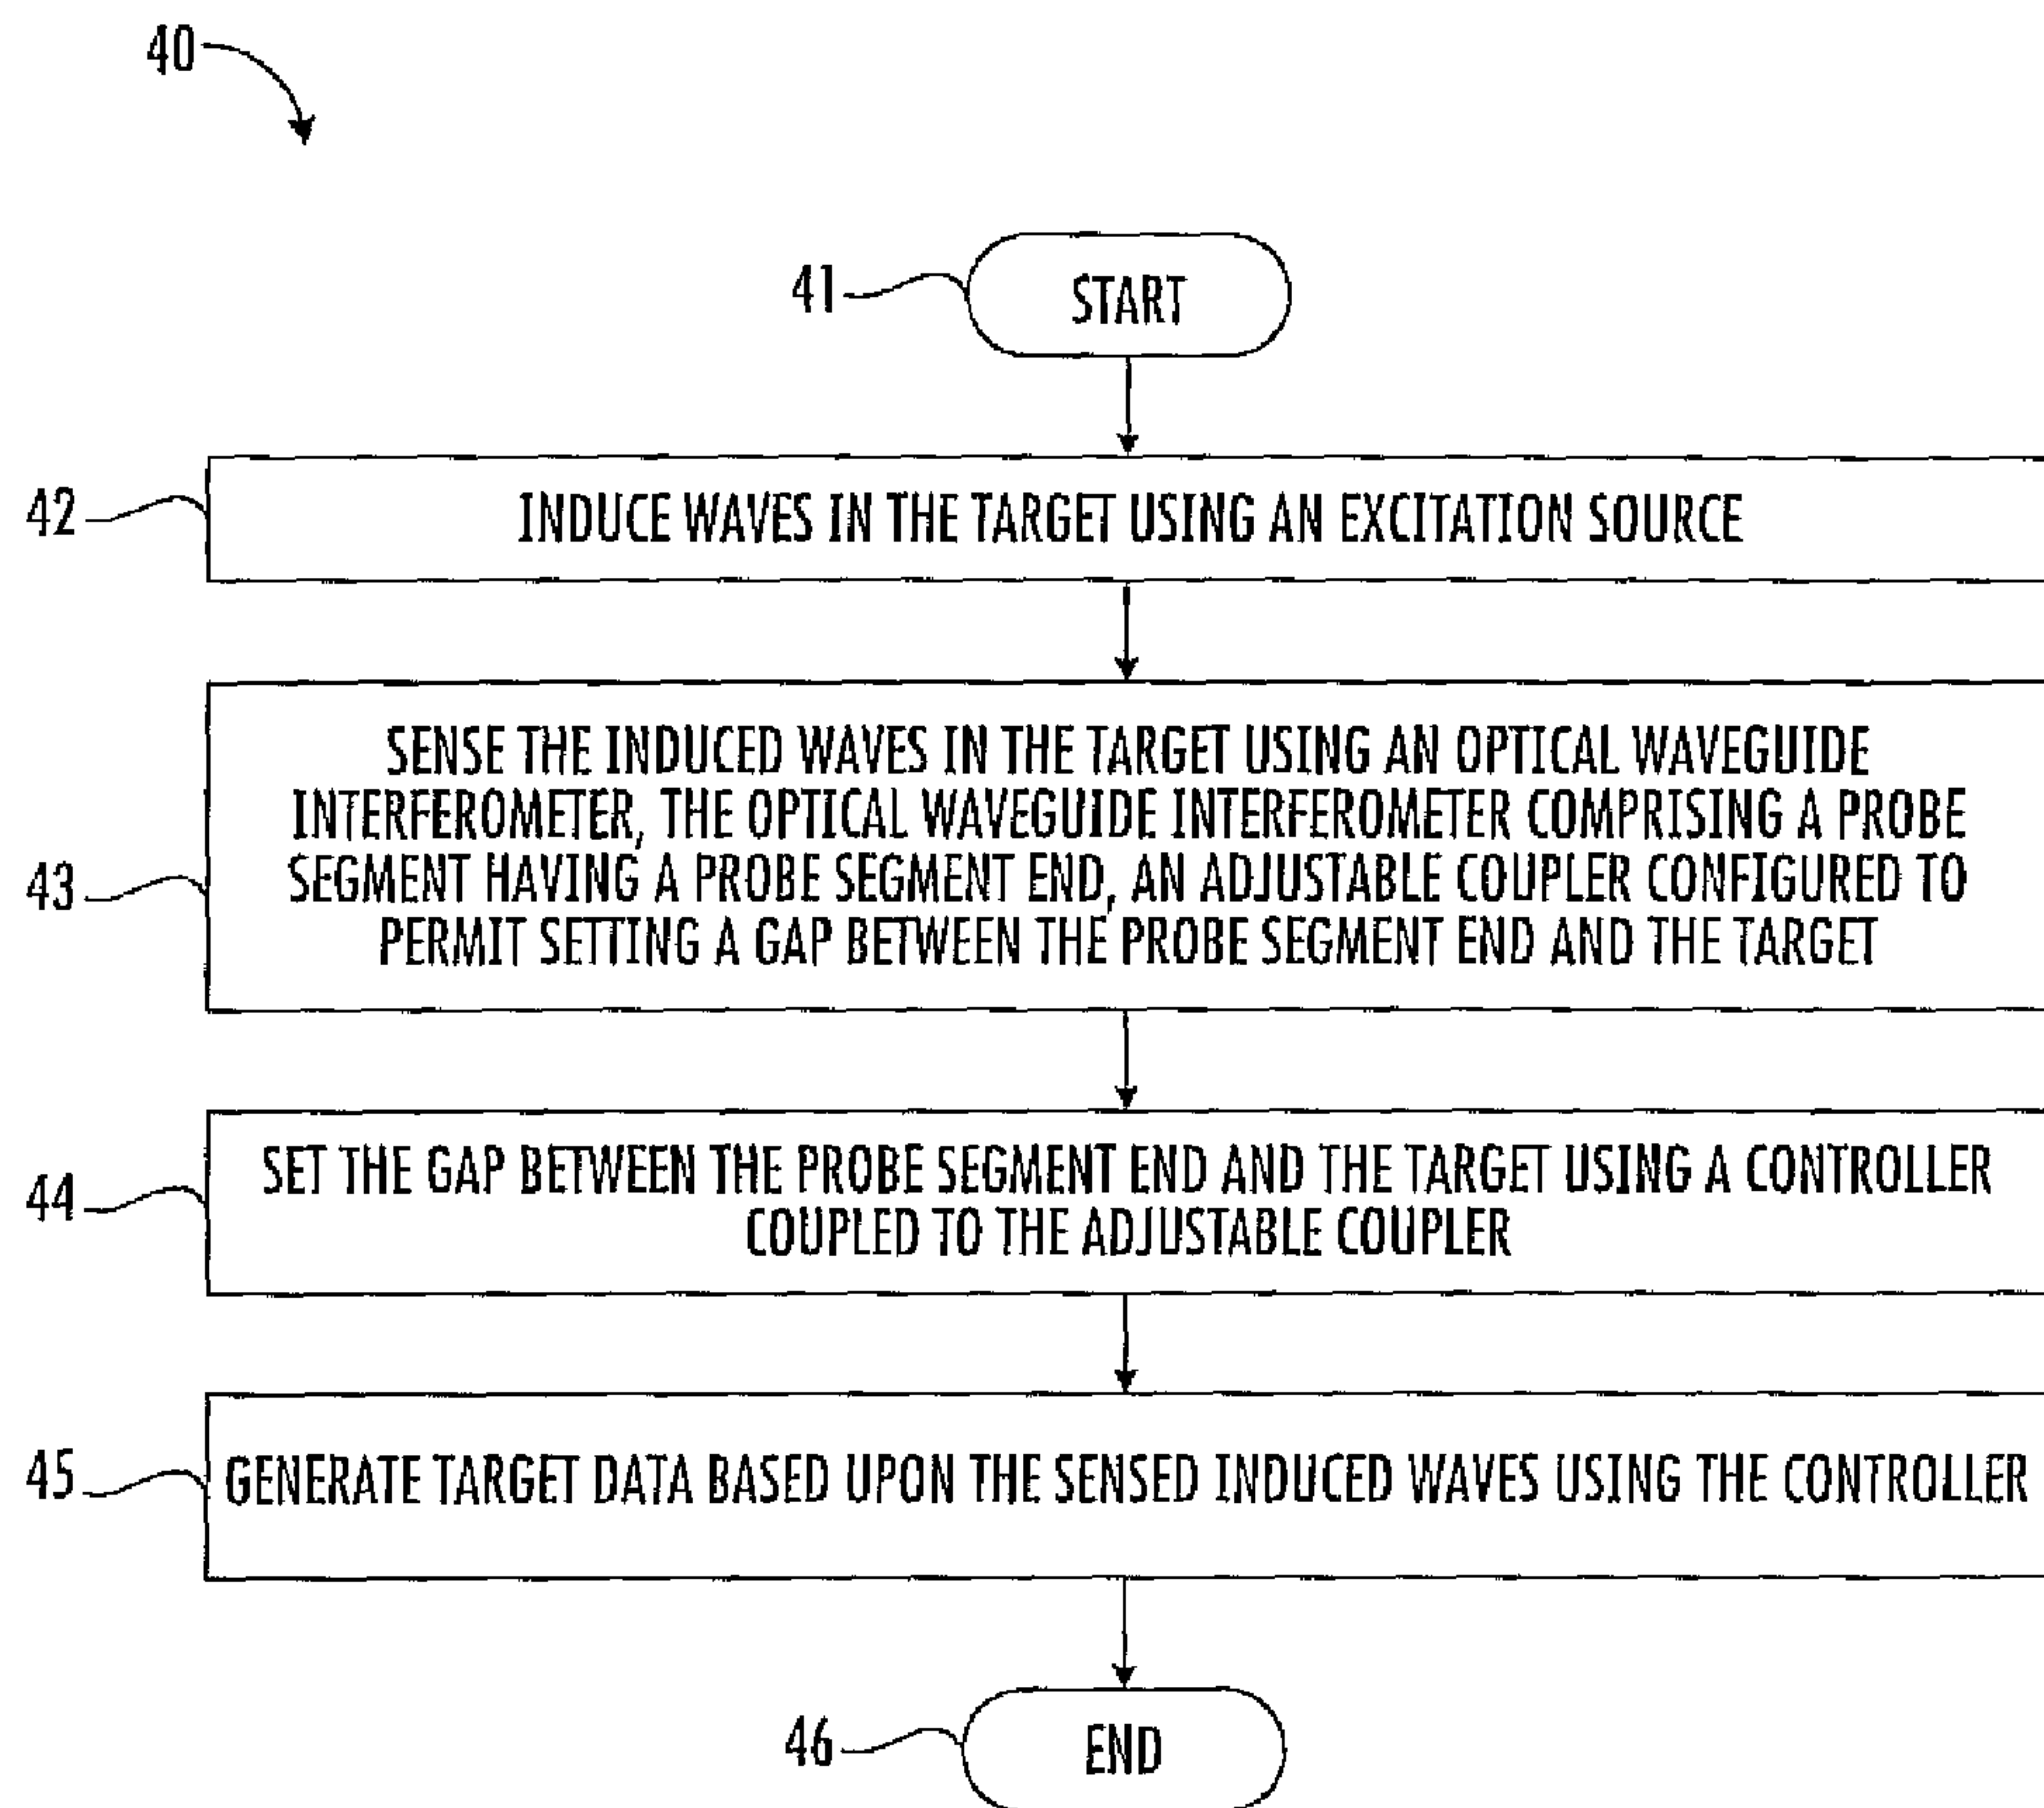 40
41
START
42
INDUCE WAVES IN THE TARGET USING AN EXCITATION SOURCE
43
SENSE THE INDUCED WAVES IN THE TARGET USING AN OPTICAL WAVEGUIDE
INTERFEROMETER, THE OPTICAL WAVEGUIDE INTERFEROMETER COMPRISING A PROBE
SEGMENT HAVING A PROBE SEGMENT END, AN ADJUSTABLE COUPLER CONFIGURED TO
PERMIT SETTING A GAP BETWEEN THE PROBE SEGMENT END AND THE TARGET
44
SET THE GAP BETWEEN THE PROBE SEGMENT END AND THE TARGET USING A CONTROLLER
COUPLED TO THE ADJUSTABLE COUPLER
45
GENERATE TARGET DATA BASED UPON THE SENSED INDUCED WAVES USING THE CONTROLLER
46
END